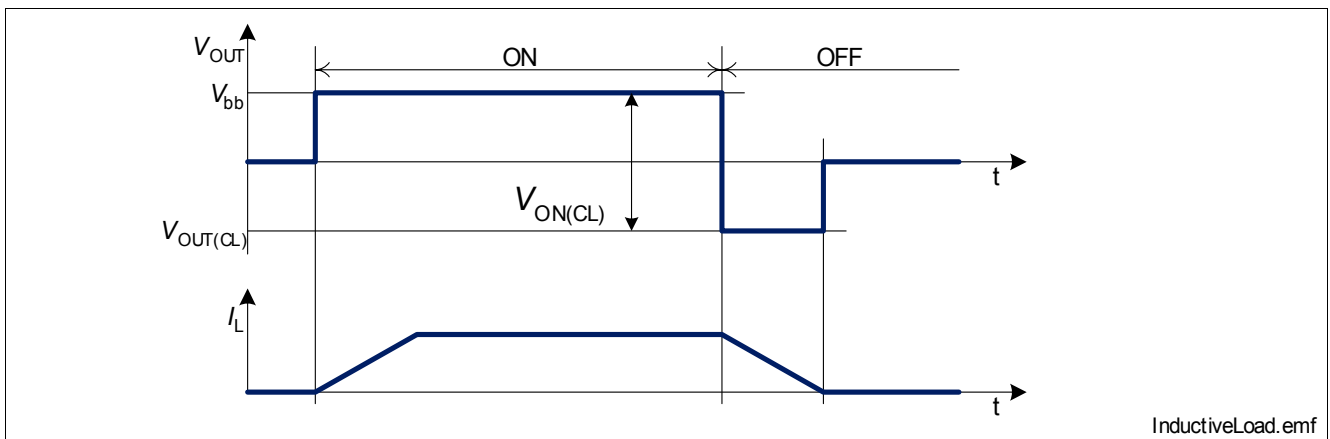 VOUT
ON
OFF
Vbb
t
VON(CL)
VOUT(CL)
IL
t
InductiveLoad.emf